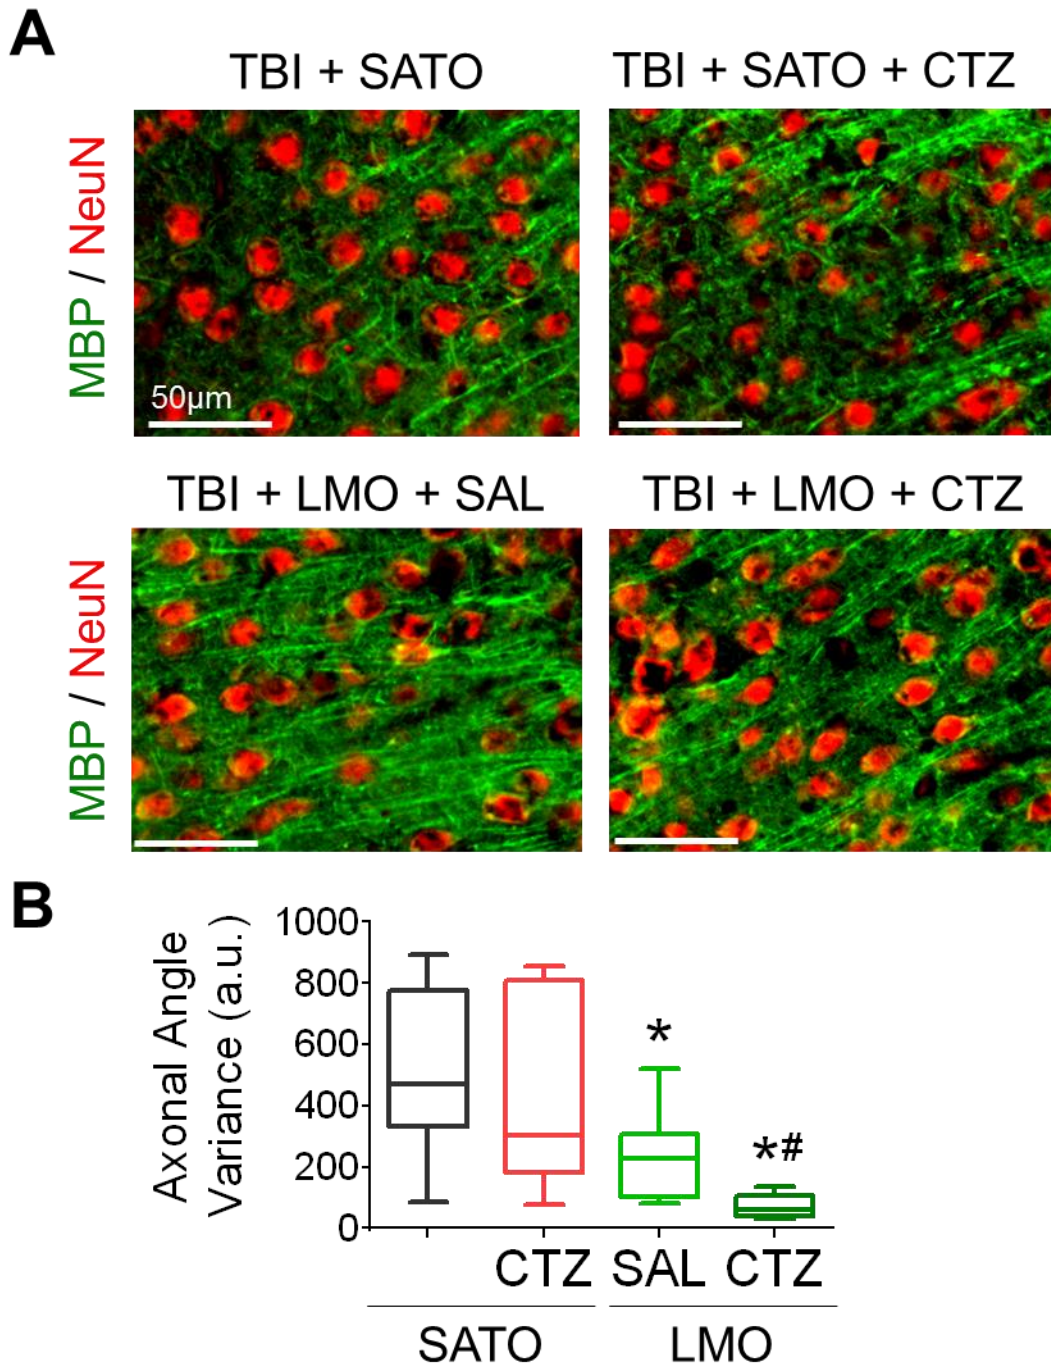 A
TBI + SATO
TBI + SATO + CTZ
MBP / NeuN
50µm
TBI + LMO + SAL
TBI + LMO + CTZ
MBP / NeuN
B
Axonal Angle
Variance (a.u.)
1000
800
600
400
200
0
*
*#
CTZ
SAL
CTZ
SATO
LMO